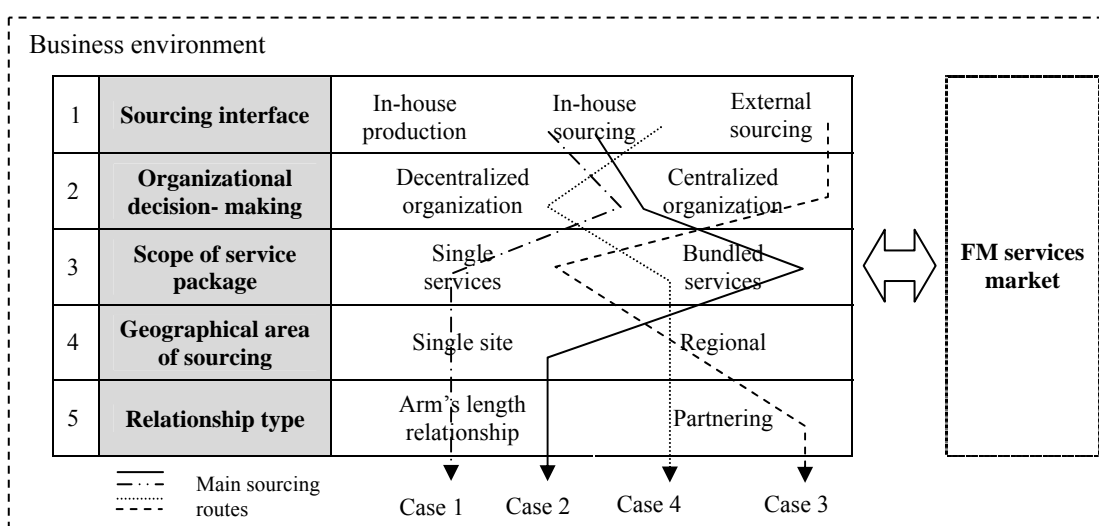 Business environment
1
Sourcing interface
In-house
production
In-house
sourcing
External
sourcing
2
Organizational
decision- making
Decentralized
organization
Centralized
organization
3
Scope of service
package
Single
services
Bundled
services
4
Geographical area
of sourcing
Single site
Regional
5
Relationship type
Arm’s length
relationship
Partnering
FM services
market
Main sourcing
routes
Case 1
Case 2
Case 4
Case 3